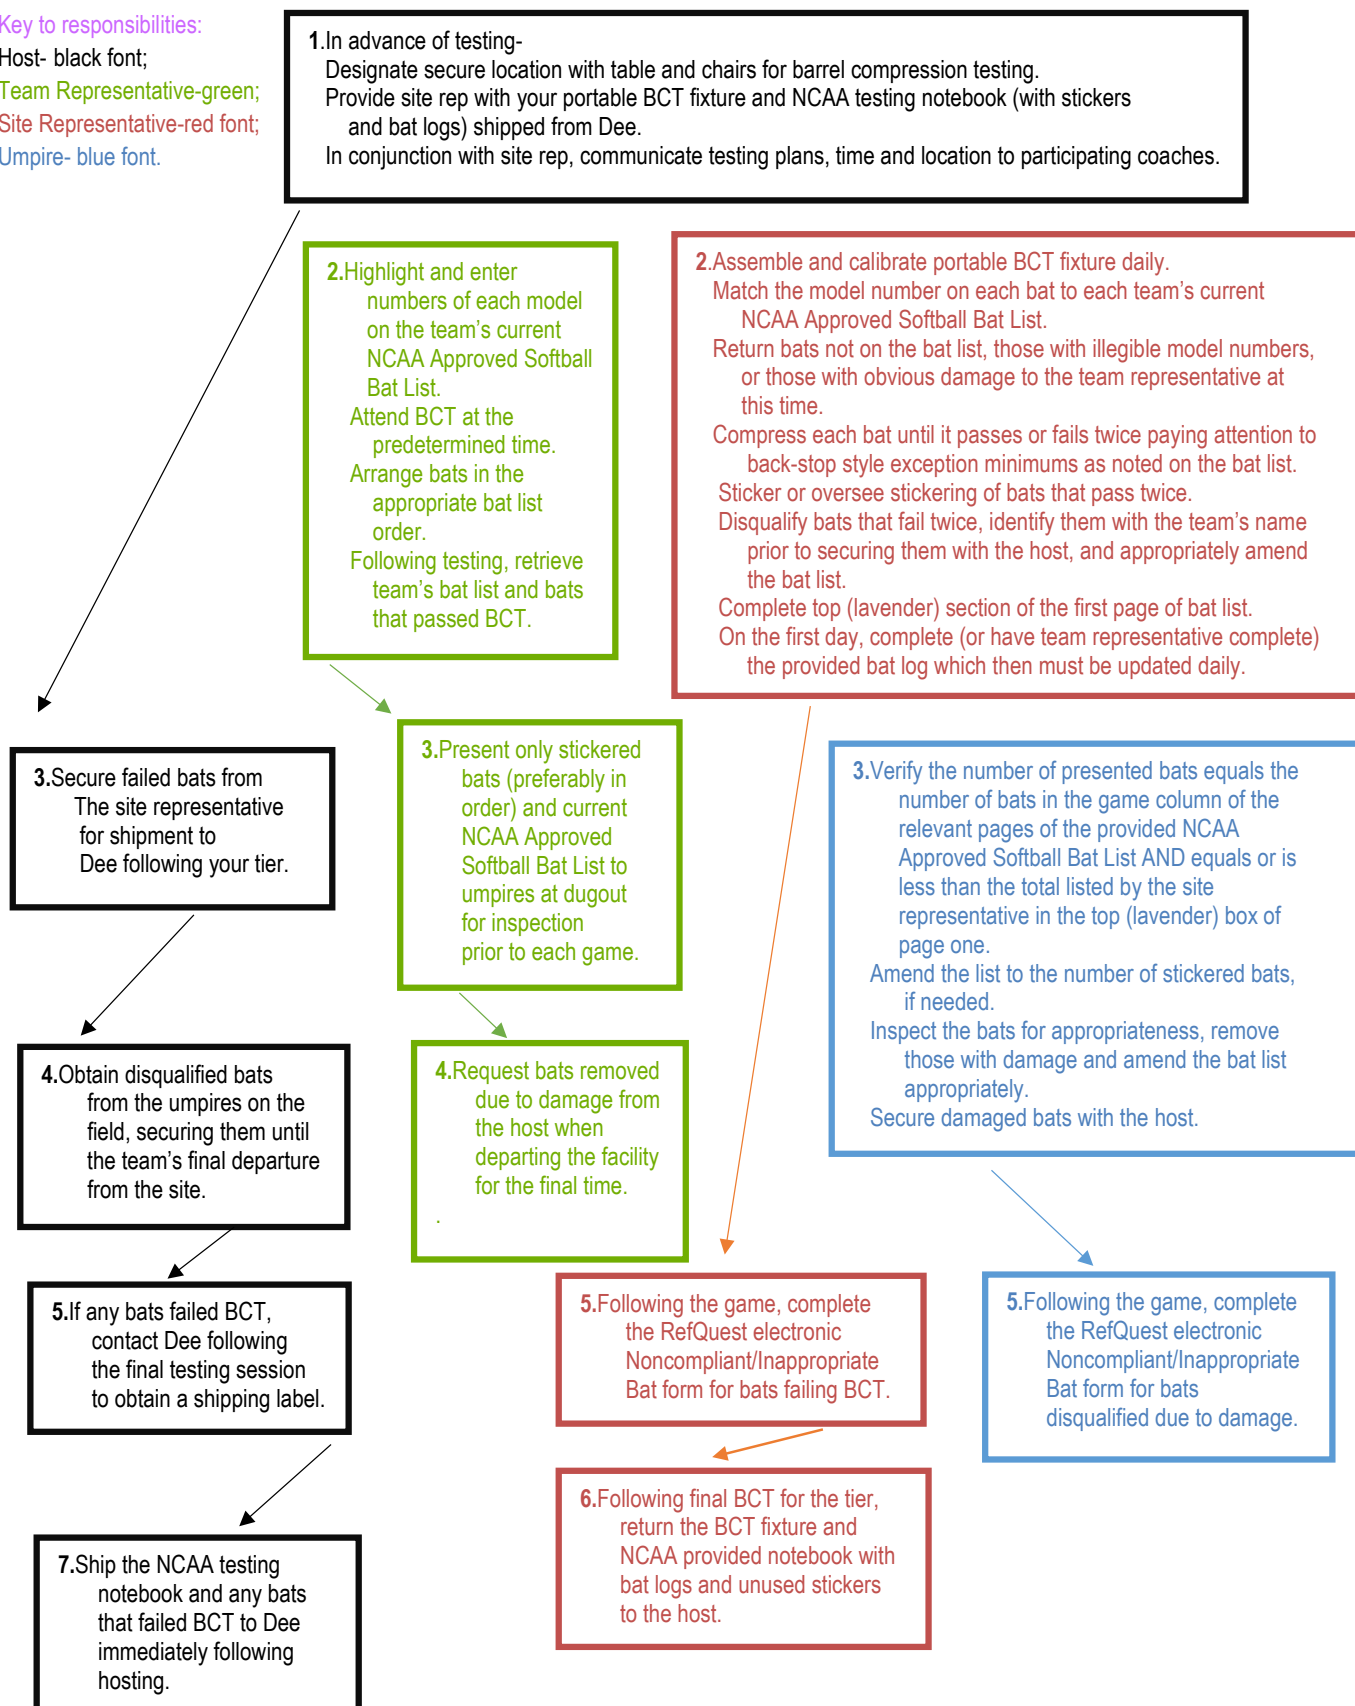 Key to responsibilities:
Host- black font;
Team Representative-green;
Site Representative-red font;
Umpire- blue font.
1.In advance of testing-
Designate secure location with table and chairs for barrel compression testing.
Provide site rep with your portable BCT fixture and NCAA testing notebook (with stickers
and bat logs) shipped from Dee.
In conjunction with site rep, communicate testing plans, time and location to participating coaches.
2.Highlight and enter
numbers of each model
on the team's current
NCAA Approved Softball
Bat List.
Attend BCT at the
predetermined time.
Arrange bats in the
appropriate bat list
order.
Following testing, retrieve
team's bat list and bats
that passed BCT.
2.Assemble and calibrate portable BCT fixture daily.
Match the model number on each bat to each team's current
NCAA Approved Softball Bat List.
Return bats not on the bat list, those with illegible model numbers,
or those with obvious damage to the team representative at
this time.
Compress each bat until it passes or fails twice paying attention to
back-stop style exception minimums as noted on the bat list.
Sticker or oversee stickering of bats that pass twice.
Disqualify bats that fail twice, identify them with the team's name
prior to securing them with the host, and appropriately amend
the bat list.
Complete top (lavender) section of the first page of bat list.
On the first day, complete (or have team representative complete)
the provided bat log which then must be updated daily.
3.Secure failed bats from
The site representative
for shipment to
Dee following your tier.
3.Present only stickered
bats (preferably in
order) and current
NCAA Approved
Softball Bat List to
umpires at dugout
for inspection
prior to each game.
3.Verify the number of presented bats equals the
number of bats in the game column of the
relevant pages of the provided NCAA
Approved Softball Bat List AND equals or is
less than the total listed by the site
representative in the top (lavender) box of
page one.
Amend the list to the number of stickered bats,
if needed.
Inspect the bats for appropriateness, remove
those with damage and amend the bat list
appropriately.
Secure damaged bats with the host.
4.Obtain disqualified bats
from the umpires on the
field, securing them until
the team's final departure
from the site.
4.Request bats removed
due to damage from
the host when
departing the facility
for the final time.
.
5.If any bats failed BCT,
contact Dee following
the final testing session
to obtain a shipping label.
5.Following the game, complete
the RefQuest electronic
Noncompliant/Inappropriate
Bat form for bats failing BCT.
5.Following the game, complete
the RefQuest electronic
Noncompliant/Inappropriate
Bat form for bats
disqualified due to damage.
6.Following final BCT for the tier,
return the BCT fixture and
NCAA provided notebook with
bat logs and unused stickers
to the host.
7.Ship the NCAA testing
notebook and any bats
that failed BCT to Dee
immediately following
hosting.